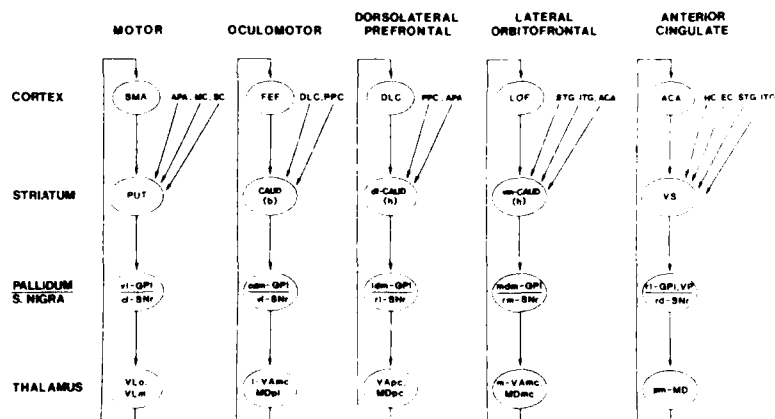 MOTOR OCULOMOTOR DORSOLATERAL PREFRONTAL LATERAL ORBITOFRONTAL ANTERIOR CINGULATE
CORTEX SMA APA, MC, SC FEF DLC, PPC DLC PPC, APA LOF STG, ITG, ACA ACA HC, EC, STG, ITG
STRIATUM PUT CAUD (b) dl-CAUD (h) vm-CAUD (h) VS
PALLIDUM S. NIGRA vl-GPi cl-SNr cdm-GPi vl-SNr ldm-GPi rl-SNr mdm-GPi rm-SNr rl-GPi, VP rd-SNr
THALAMUS VLo, VLm l-VAmc, MDpl VApc, MDpc m-VAmc, MDmc pm-MD